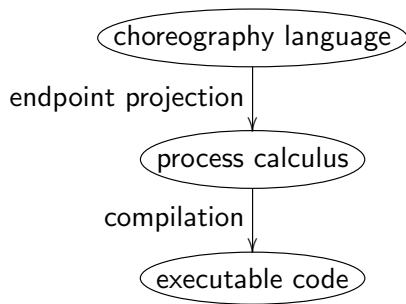 choreography language
endpoint projection
process calculus
compilation
executable code